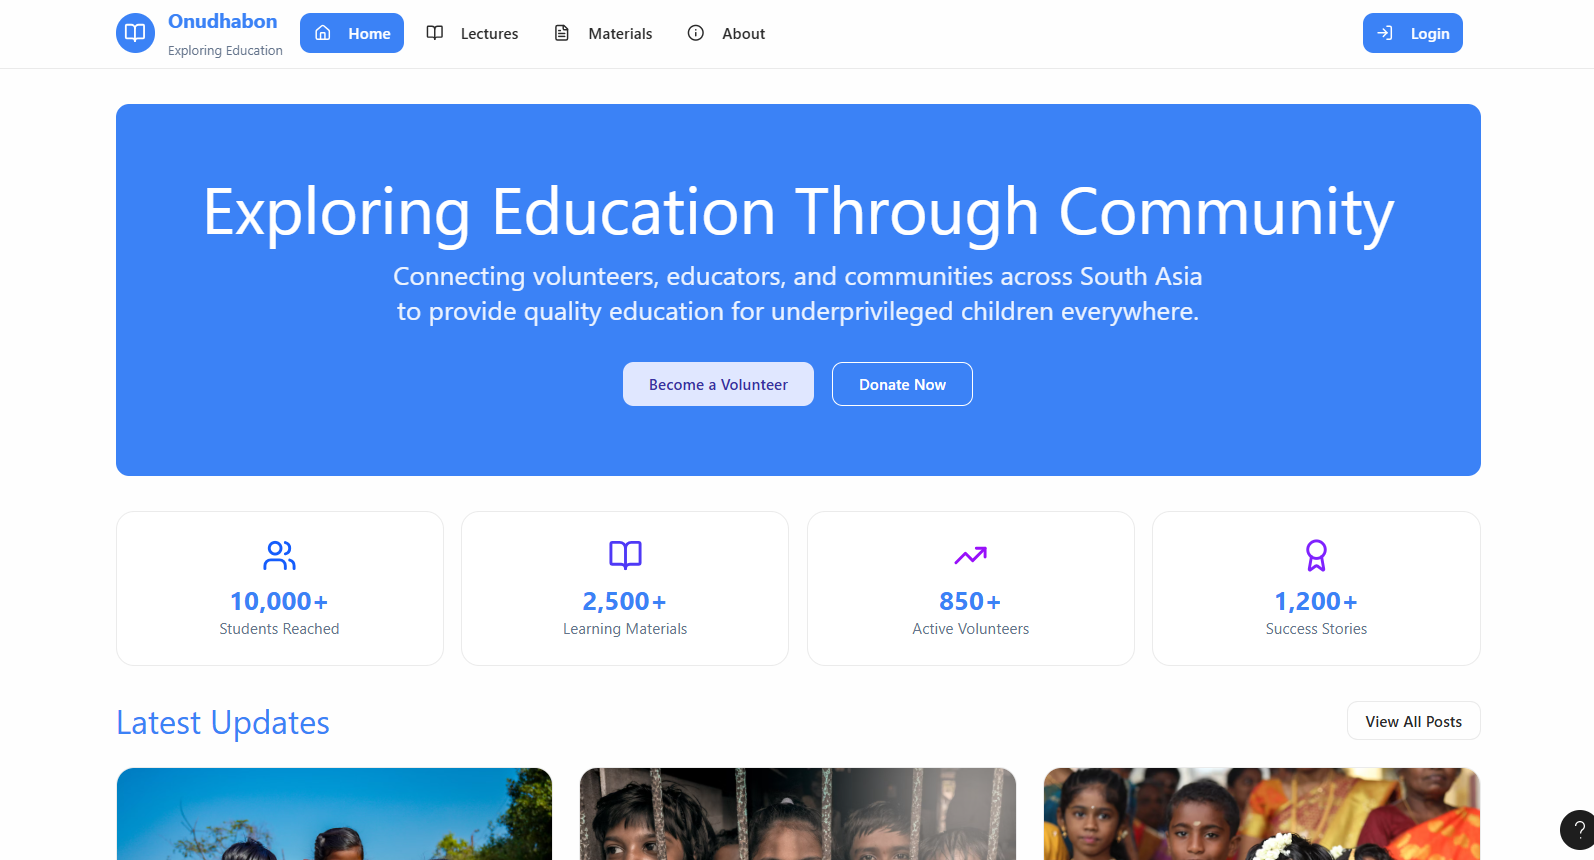 Onudhabon
Exploring Education
Home
Lectures
Materials
About
Login
Exploring Education Through Community
Connecting volunteers, educators, and communities across South Asia
to provide quality education for underprivileged children everywhere.
Become a Volunteer
Donate Now
10,000+
Students Reached
2,500+
Learning Materials
850+
Active Volunteers
1,200+
Success Stories
Latest Updates
View All Posts
?